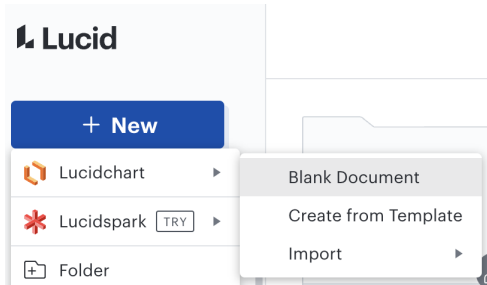 Lucid
+ New
Lucidchart
Blank Document
Lucidspark TRY
Create from Template
Import
Folder